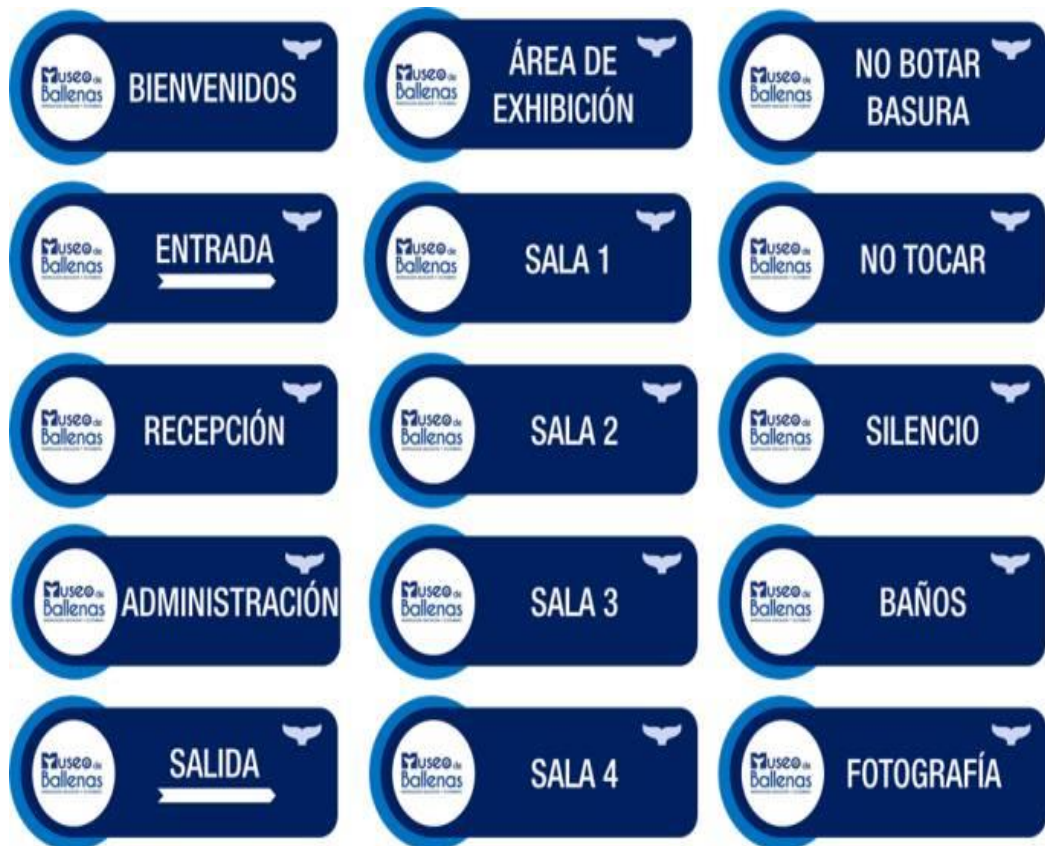 Museo de
Ballenas
BIENVENIDOS
Museo de
Ballenas
ÁREA DE
EXHIBICIÓN
Museo de
Ballenas
NO BOTAR
BASURA
Museo de
Ballenas
ENTRADA
Museo de
Ballenas
SALA 1
Museo de
Ballenas
NO TOCAR
Museo de
Ballenas
RECEPCIÓN
Museo de
Ballenas
SALA 2
Museo de
Ballenas
SILENCIO
Museo de
Ballenas
ADMINISTRACIÓN
Museo de
Ballenas
SALA 3
Museo de
Ballenas
BAÑOS
Museo de
Ballenas
SALIDA
Museo de
Ballenas
SALA 4
Museo de
Ballenas
FOTOGRAFÍA